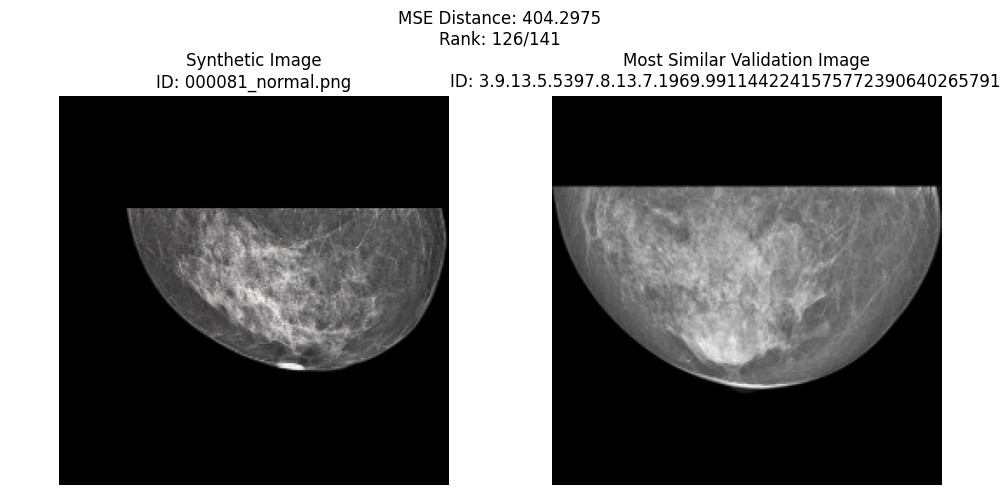 MSE Distance: 404.2975
Rank: 126/141
Synthetic Image
ID: 000081_normal.png
Most Similar Validation Image
ID: 3.9.13.5.5397.8.13.7.1969.99114422415757723906402657​91